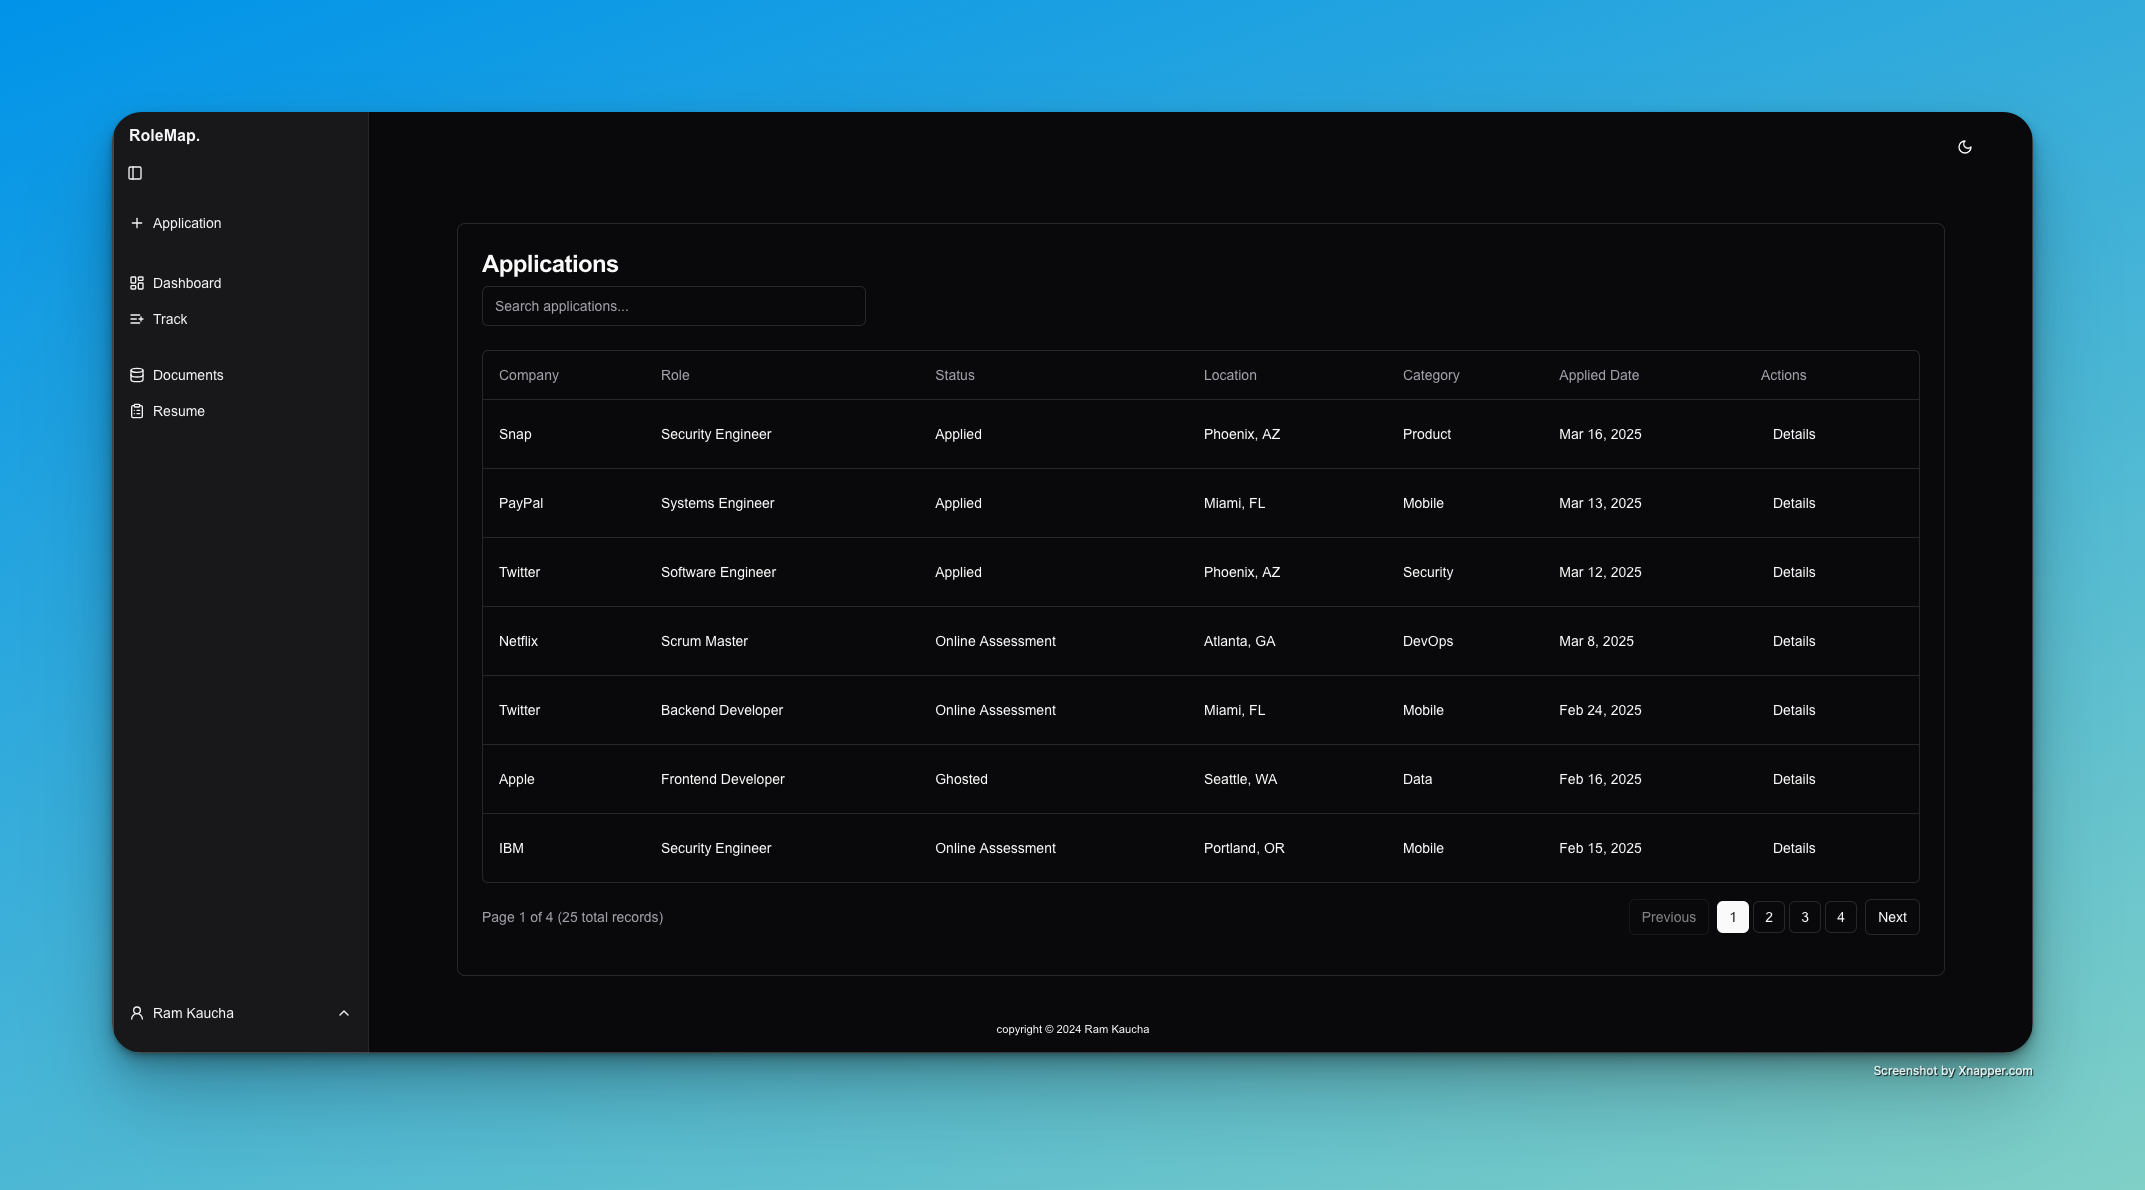 RoleMap.
Application
Dashboard
Track
Documents
Resume
Ram Kaucha
Applications
Search applications...
Company Role Status Location Category Applied Date Actions
Snap Security Engineer Applied Phoenix, AZ Product Mar 16, 2025 Details
PayPal Systems Engineer Applied Miami, FL Mobile Mar 13, 2025 Details
Twitter Software Engineer Applied Phoenix, AZ Security Mar 12, 2025 Details
Netflix Scrum Master Online Assessment Atlanta, GA DevOps Mar 8, 2025 Details
Twitter Backend Developer Online Assessment Miami, FL Mobile Feb 24, 2025 Details
Apple Frontend Developer Ghosted Seattle, WA Data Feb 16, 2025 Details
IBM Security Engineer Online Assessment Portland, OR Mobile Feb 15, 2025 Details
Page 1 of 4 (25 total records) Previous 1 2 3 4 Next
copyright © 2024 Ram Kaucha
Screenshot by Xnapper.com